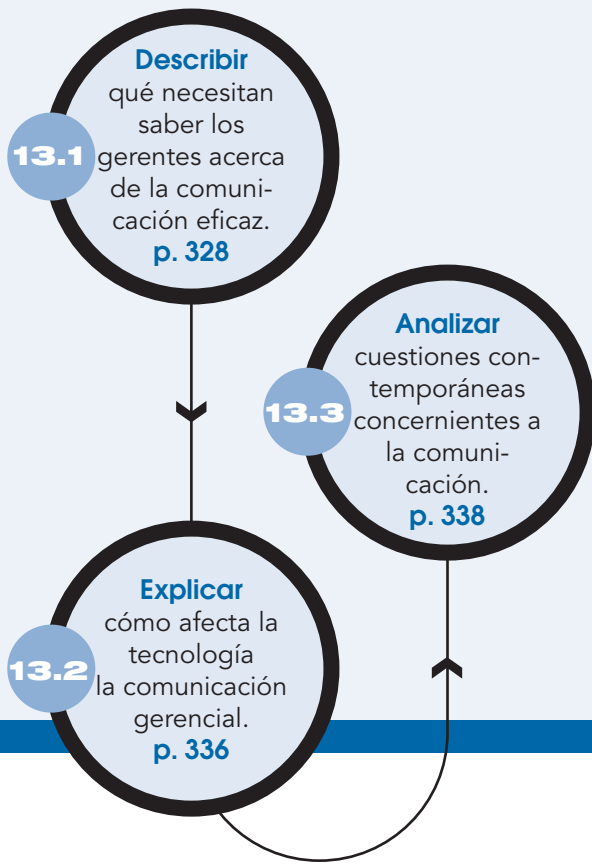 13.1
Describir
qué necesitan
saber los
gerentes acerca
de la comuni-
cación eficaz.
p. 328
13.2
Explicar
cómo afecta la
tecnología
la comunicación
gerencial.
p. 336
13.3
Analizar
cuestiones con-
temporáneas
concernientes a
la comuni-
cación.
p. 338